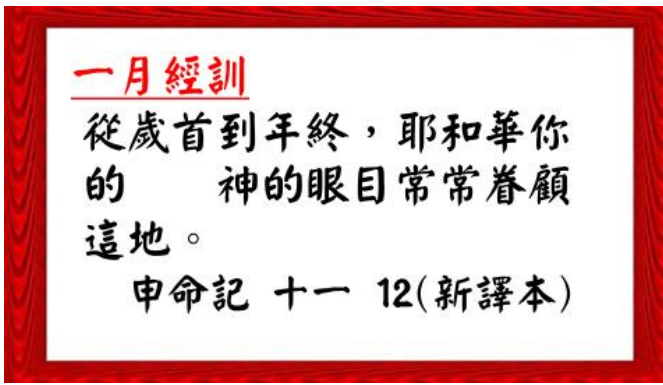 一月經訓
從歲首到年終，耶和華你
的　　神的眼目常常眷顧
這地。
申命記 十一 12(新譯本)